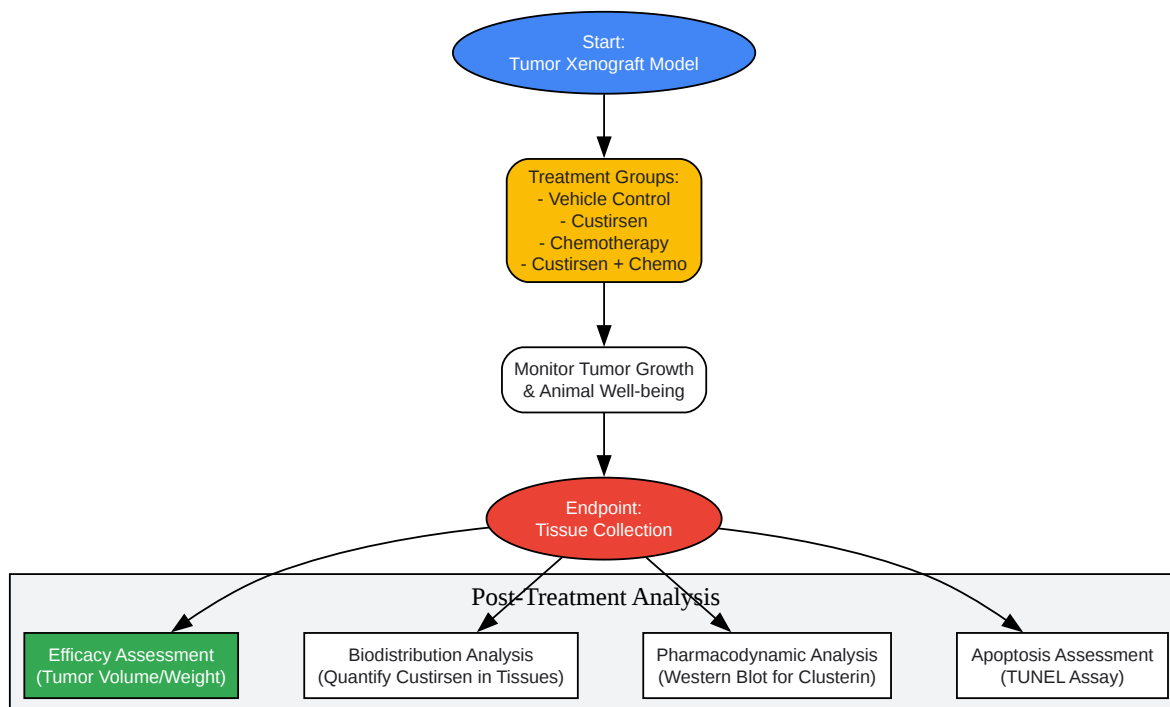 Start:
Tumor Xenograft Model
Treatment Groups:
- Vehicle Control
- Custirsen
- Chemotherapy
- Custirsen + Chemo
Monitor Tumor Growth
& Animal Well-being
Endpoint:
Tissue Collection
Post-Treatment Analysis
Efficacy Assessment
(Tumor Volume/Weight)
Biodistribution Analysis
(Quantify Custirsen in Tissues)
Pharmacodynamic Analysis
(Western Blot for Clusterin)
Apoptosis Assessment
(TUNEL Assay)